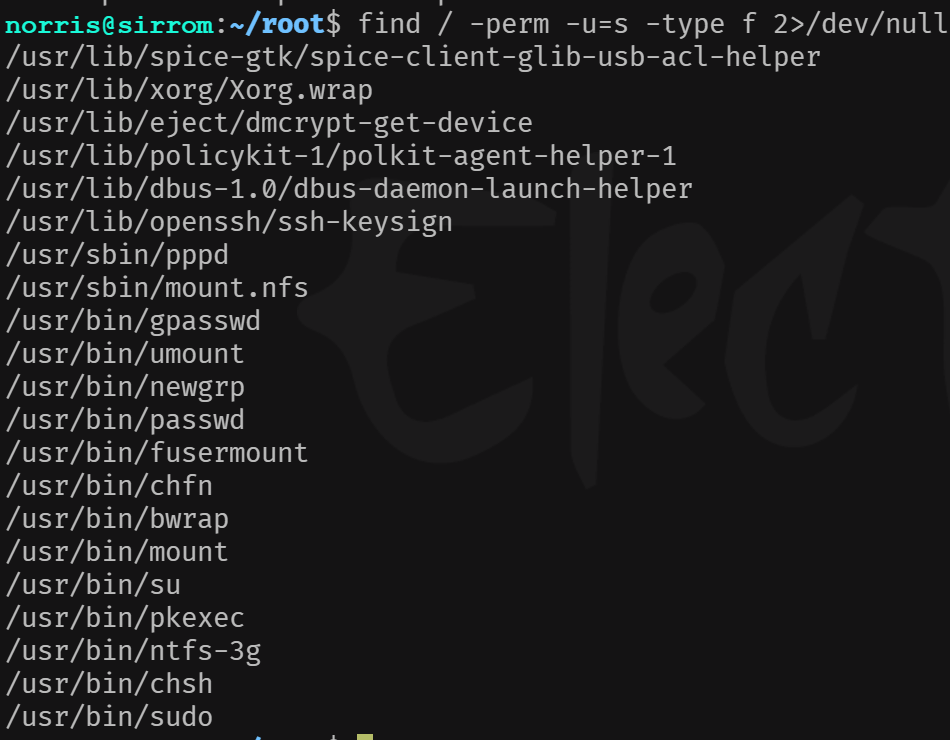 norris@sirrom:~/root$ find / -perm -u=s -type f 2>/dev/null
/usr/lib/spice-gtk/spice-client-glib-usb-acl-helper
/usr/lib/xorg/Xorg.wrap
/usr/lib/eject/dmcrypt-get-device
/usr/lib/policykit-1/polkit-agent-helper-1
/usr/lib/dbus-1.0/dbus-daemon-launch-helper
/usr/lib/openssh/ssh-keysign
/usr/sbin/pppd
/usr/sbin/mount.nfs
/usr/bin/gpasswd
/usr/bin/umount
/usr/bin/newgrp
/usr/bin/passwd
/usr/bin/fusermount
/usr/bin/chfn
/usr/bin/bwrap
/usr/bin/mount
/usr/bin/su
/usr/bin/pkexec
/usr/bin/ntfs-3g
/usr/bin/chsh
/usr/bin/sudo
Elect